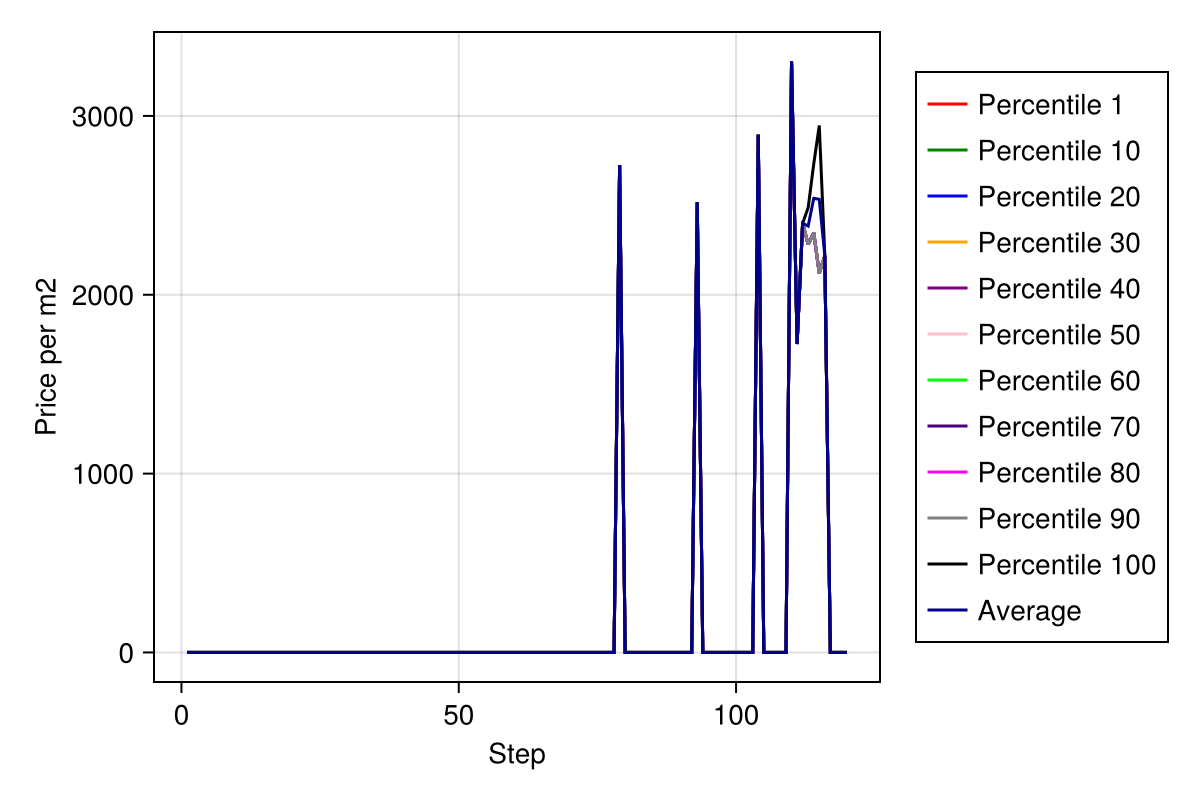 3000
2000
1000
0
Price per m2
0
50
100
Step
Percentile 1
Percentile 10
Percentile 20
Percentile 30
Percentile 40
Percentile 50
Percentile 60
Percentile 70
Percentile 80
Percentile 90
Percentile 100
Average